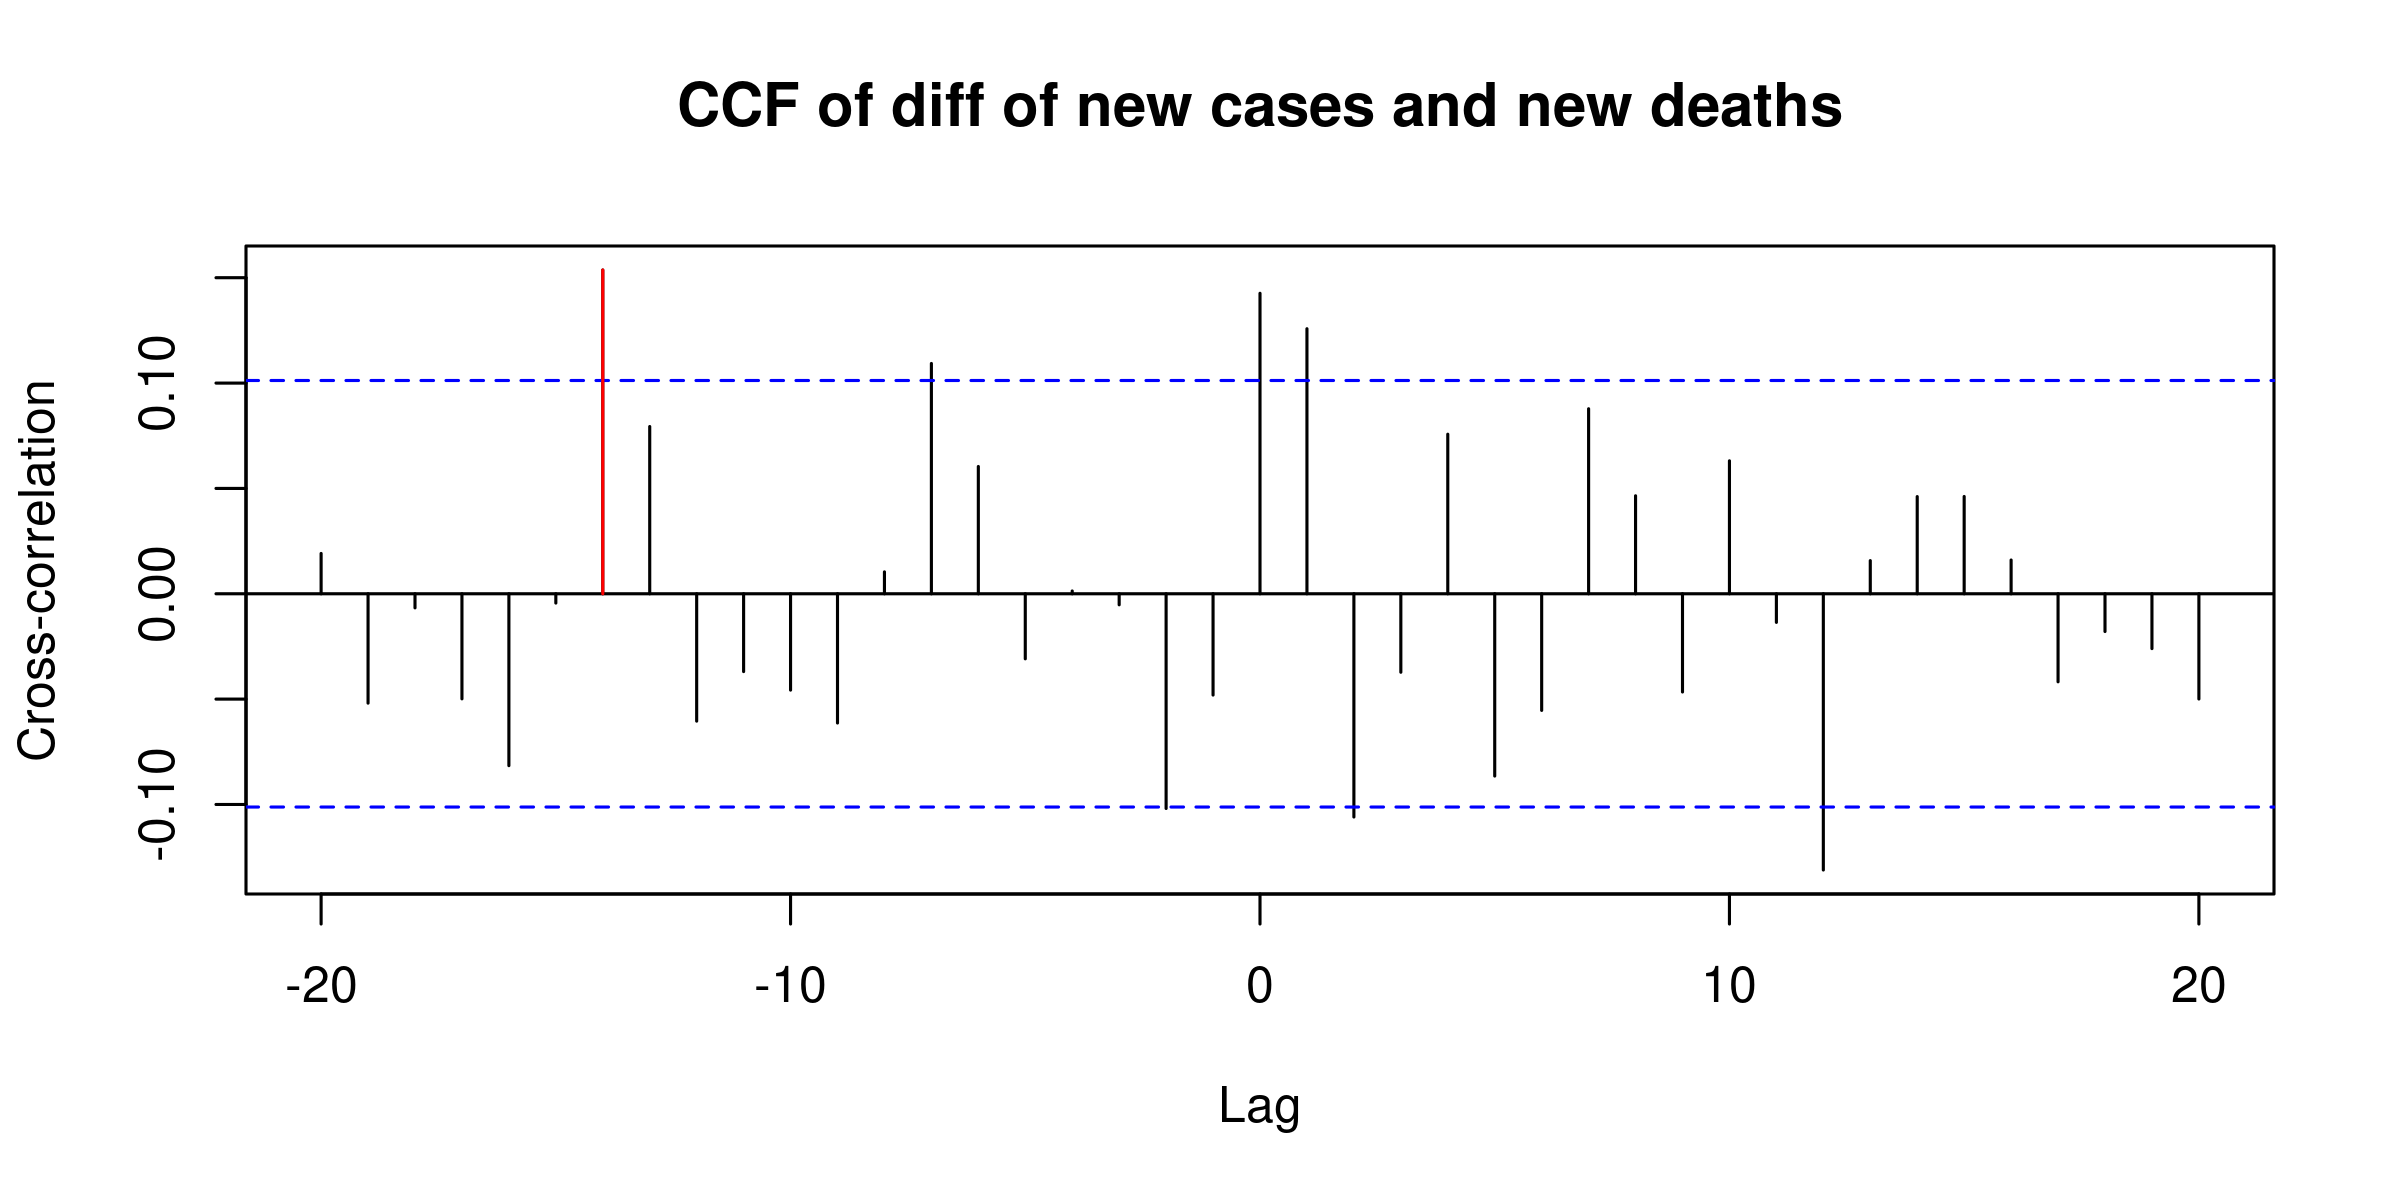 CCF of diff of new cases and new deaths
Cross-correlation
0.10
0.00
-0.10
-20 -10 0 10 20
Lag